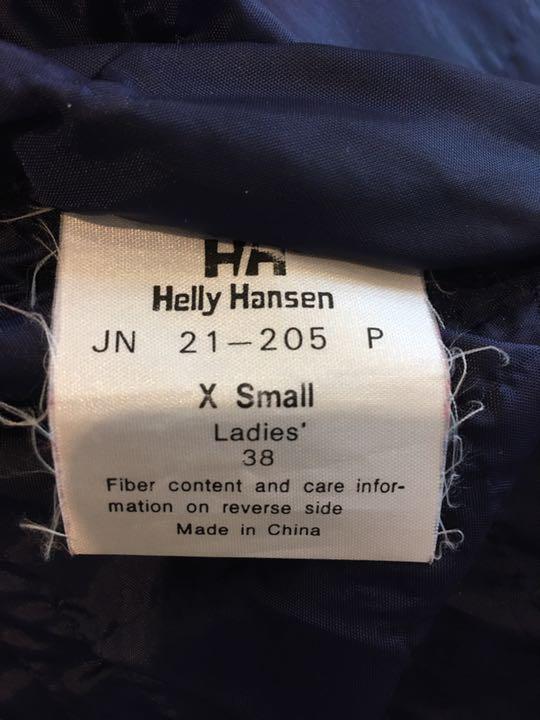 HH
Helly Hansen
JN 21-205 P
X Small
Ladies'
38
Fiber content and care infor-
mation on reverse side
Made in China